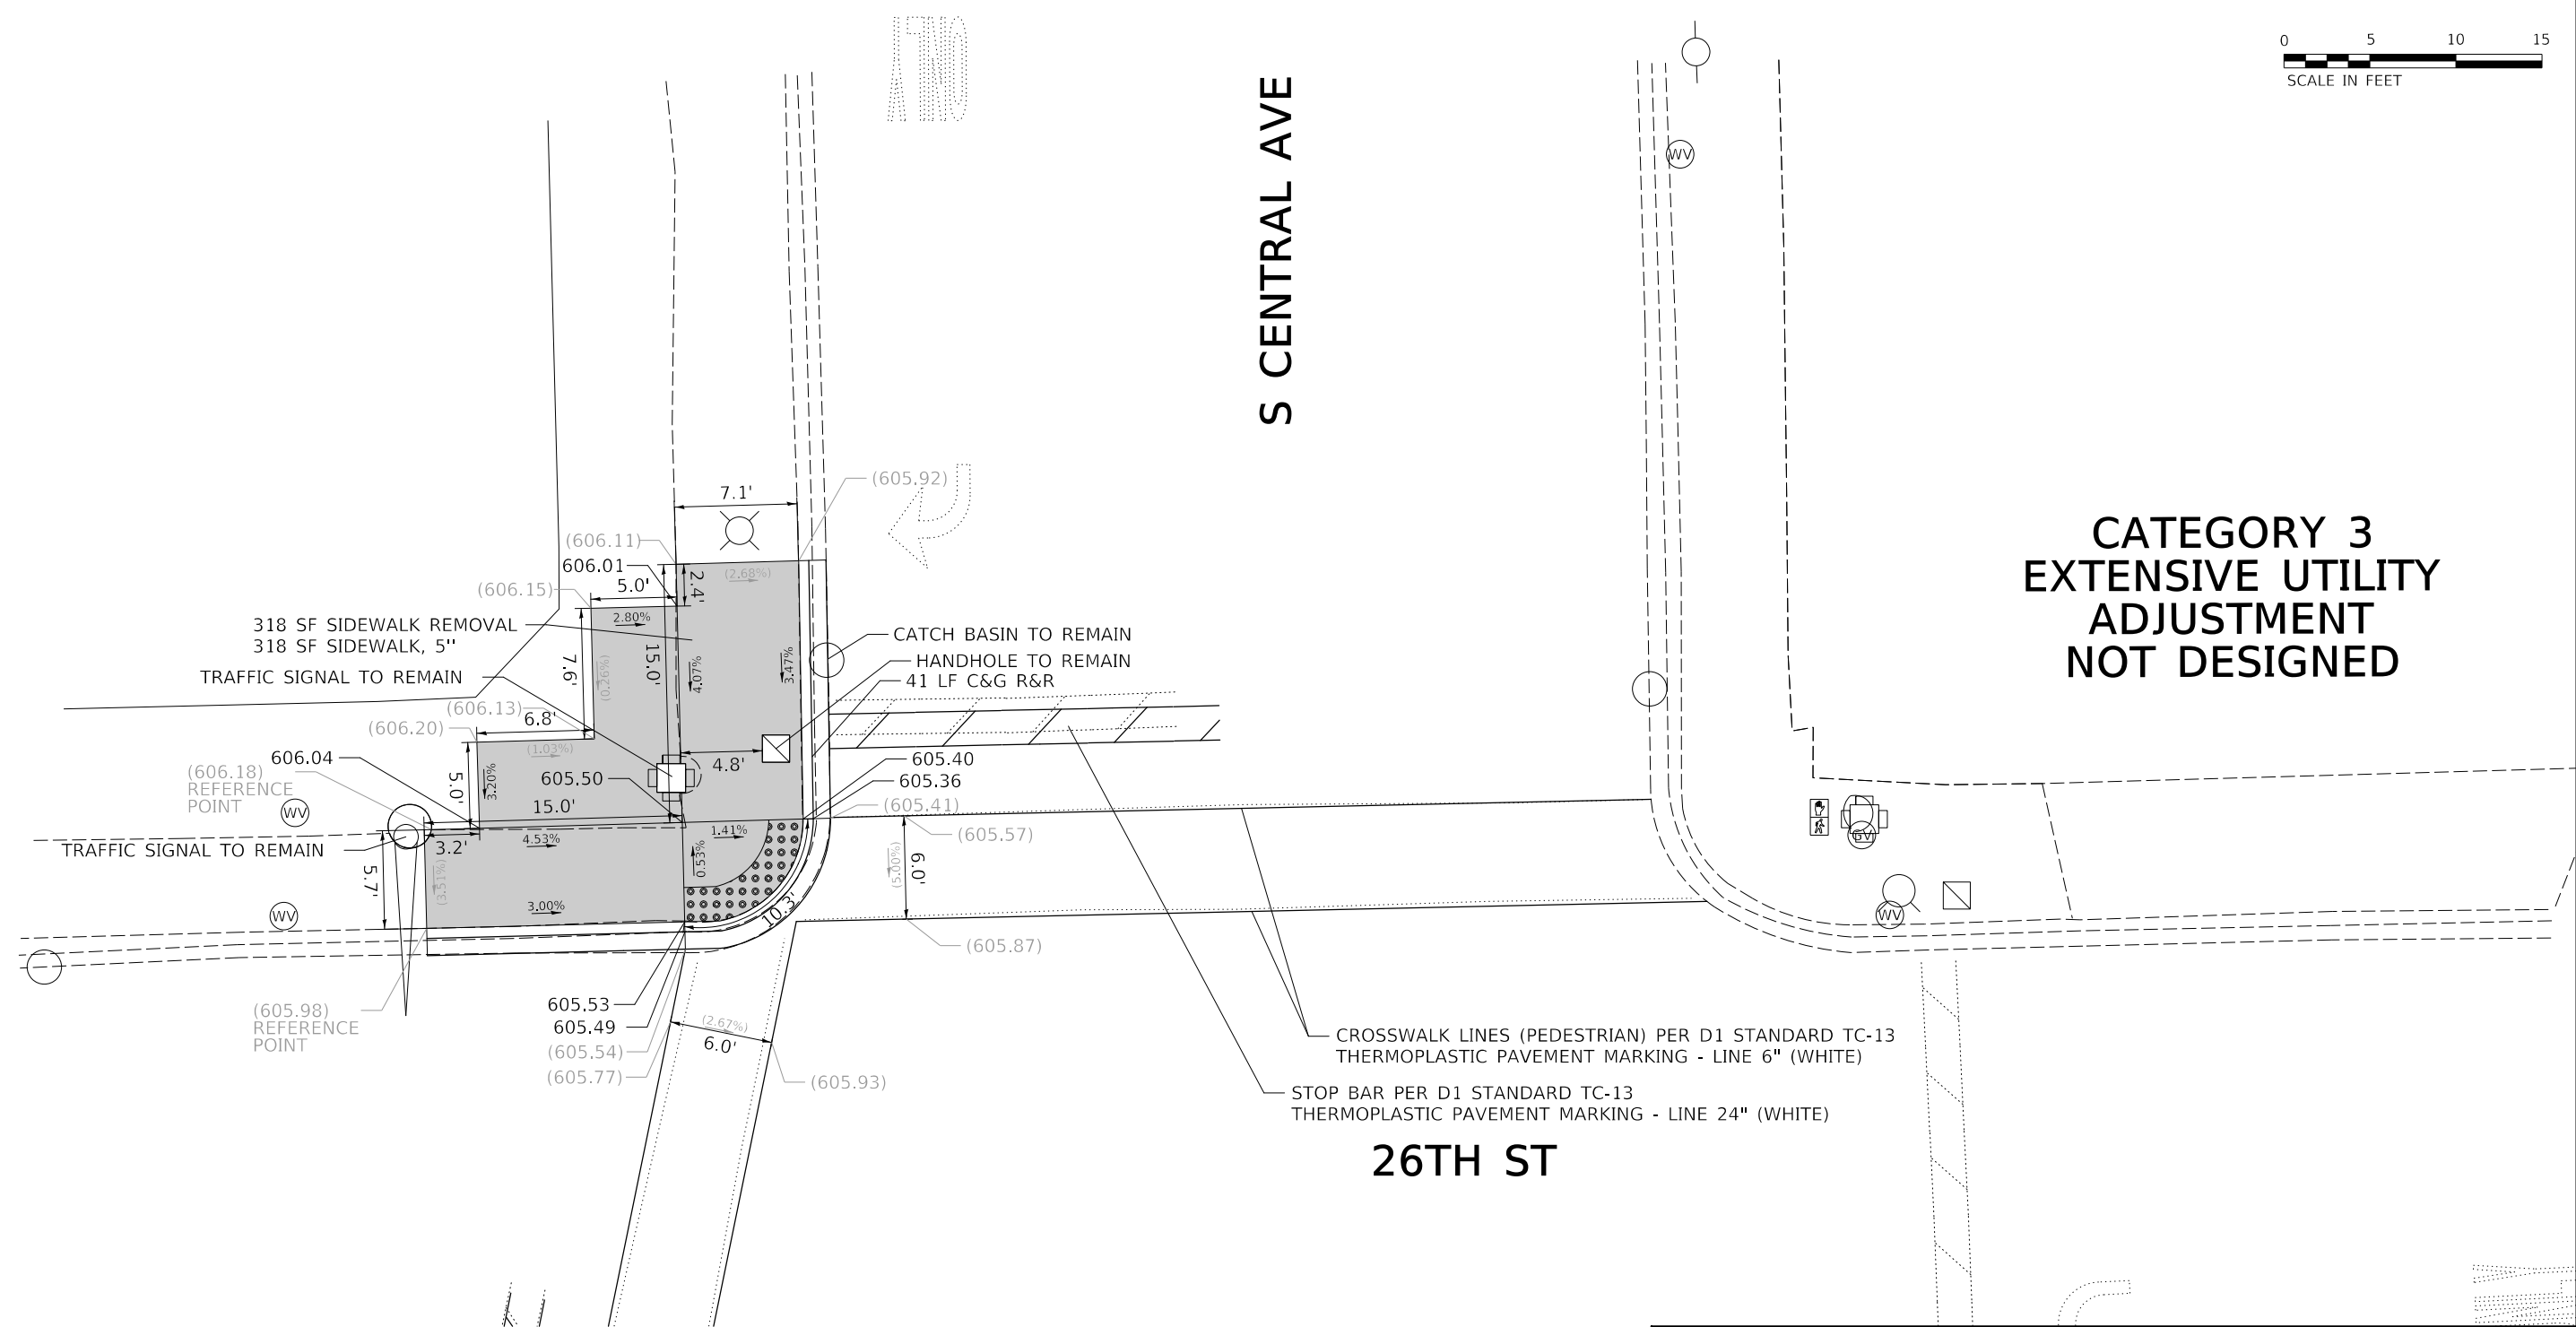 ONLY
S CENTRAL AVE
0 5 10 15
SCALE IN FEET
WV
CATEGORY 3
EXTENSIVE UTILITY
ADJUSTMENT
NOT DESIGNED
(605.92)
7.1'
(606.11)
606.01
(2.68%)
2.4'
(606.15)
5.0'
2.80%
318 SF SIDEWALK REMOVAL
318 SF SIDEWALK, 5"
TRAFFIC SIGNAL TO REMAIN
CATCH BASIN TO REMAIN
HANDHOLE TO REMAIN
41 LF C&G R&R
7.6'
(0.26%)
15.0'
4.07%
3.47%
(606.13)
6.8'
(606.20)
(1.03%)
606.04
(606.18)
REFERENCE
POINT
WV
5.0'
3.20%
605.50
4.8'
15.0'
605.40
605.36
(605.41)
(605.57)
TRAFFIC SIGNAL TO REMAIN
3.2'
4.53%
1.41%
0.53%
5.7'
(3.51%)
3.00%
10.3'
(5.00%)
6.0'
(605.87)
WV
GV
WV
(605.98)
REFERENCE
POINT
605.53
605.49
(605.54)
(605.77)
(2.67%)
6.0'
(605.93)
CROSSWALK LINES (PEDESTRIAN) PER D1 STANDARD TC-13
THERMOPLASTIC PAVEMENT MARKING - LINE 6" (WHITE)
STOP BAR PER D1 STANDARD TC-13
THERMOPLASTIC PAVEMENT MARKING - LINE 24" (WHITE)
26TH ST